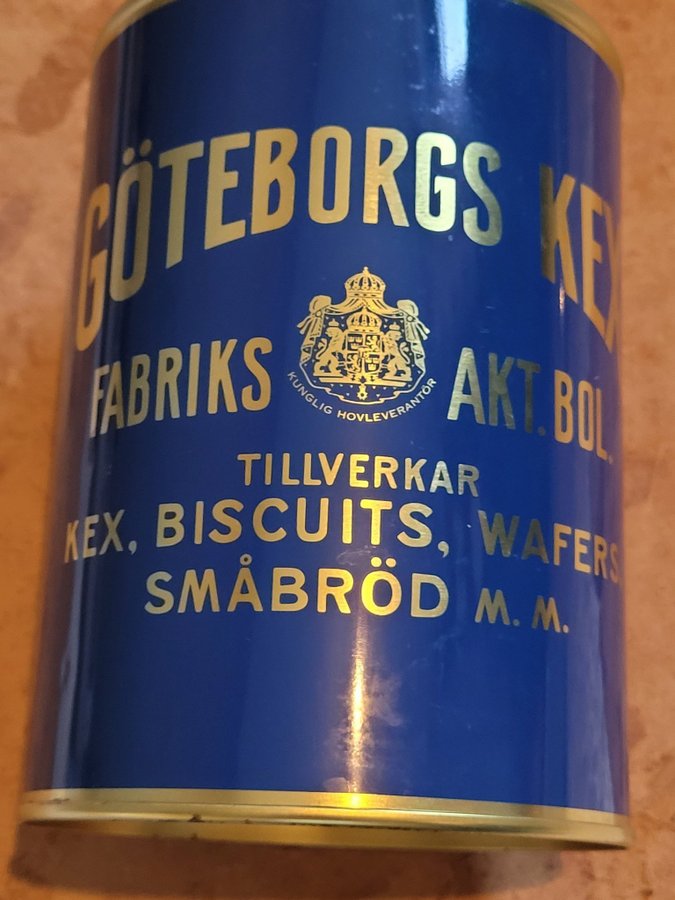 GÖTEBORGS KEX
FABRIKS AKT. BOL.
KUNGLIG HOVLEVERANTÖR
TILLVERKAR
KEX, BISCUITS, WAFERS
SMÅBRÖD M. M.